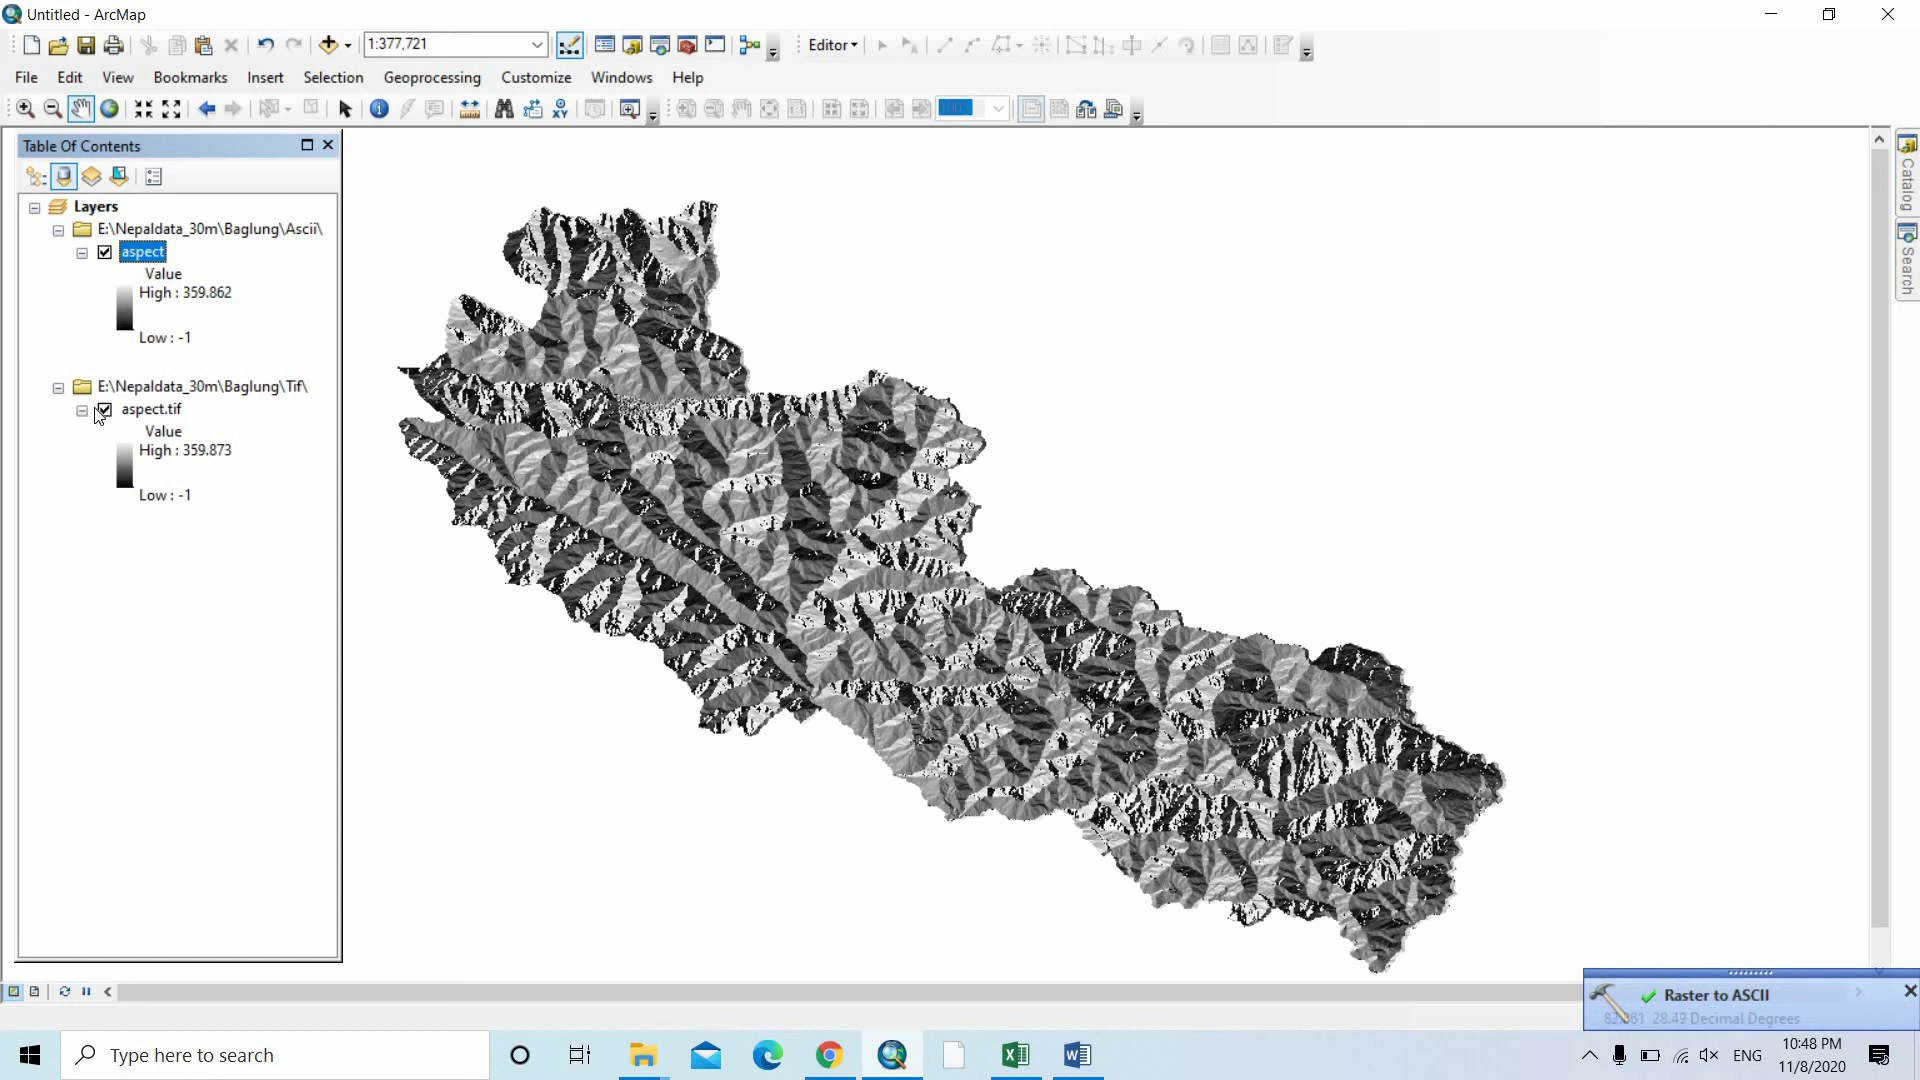 Untitled - ArcMap
1:377,721
Editor
File Edit View Bookmarks Insert Selection Geoprocessing Customize Windows Help
Table Of Contents
Layers
E:\Nepaldata_30m\Baglung\Ascii\
aspect
Value
High : 359.862
Low : -1
E:\Nepaldata_30m\Baglung\Tif\
aspect.tif
Value
High : 359.873
Low : -1
Catalog
Search
Raster to ASCII
28.49 Decimal Degrees
Type here to search
ENG
10:48 PM
11/8/2020